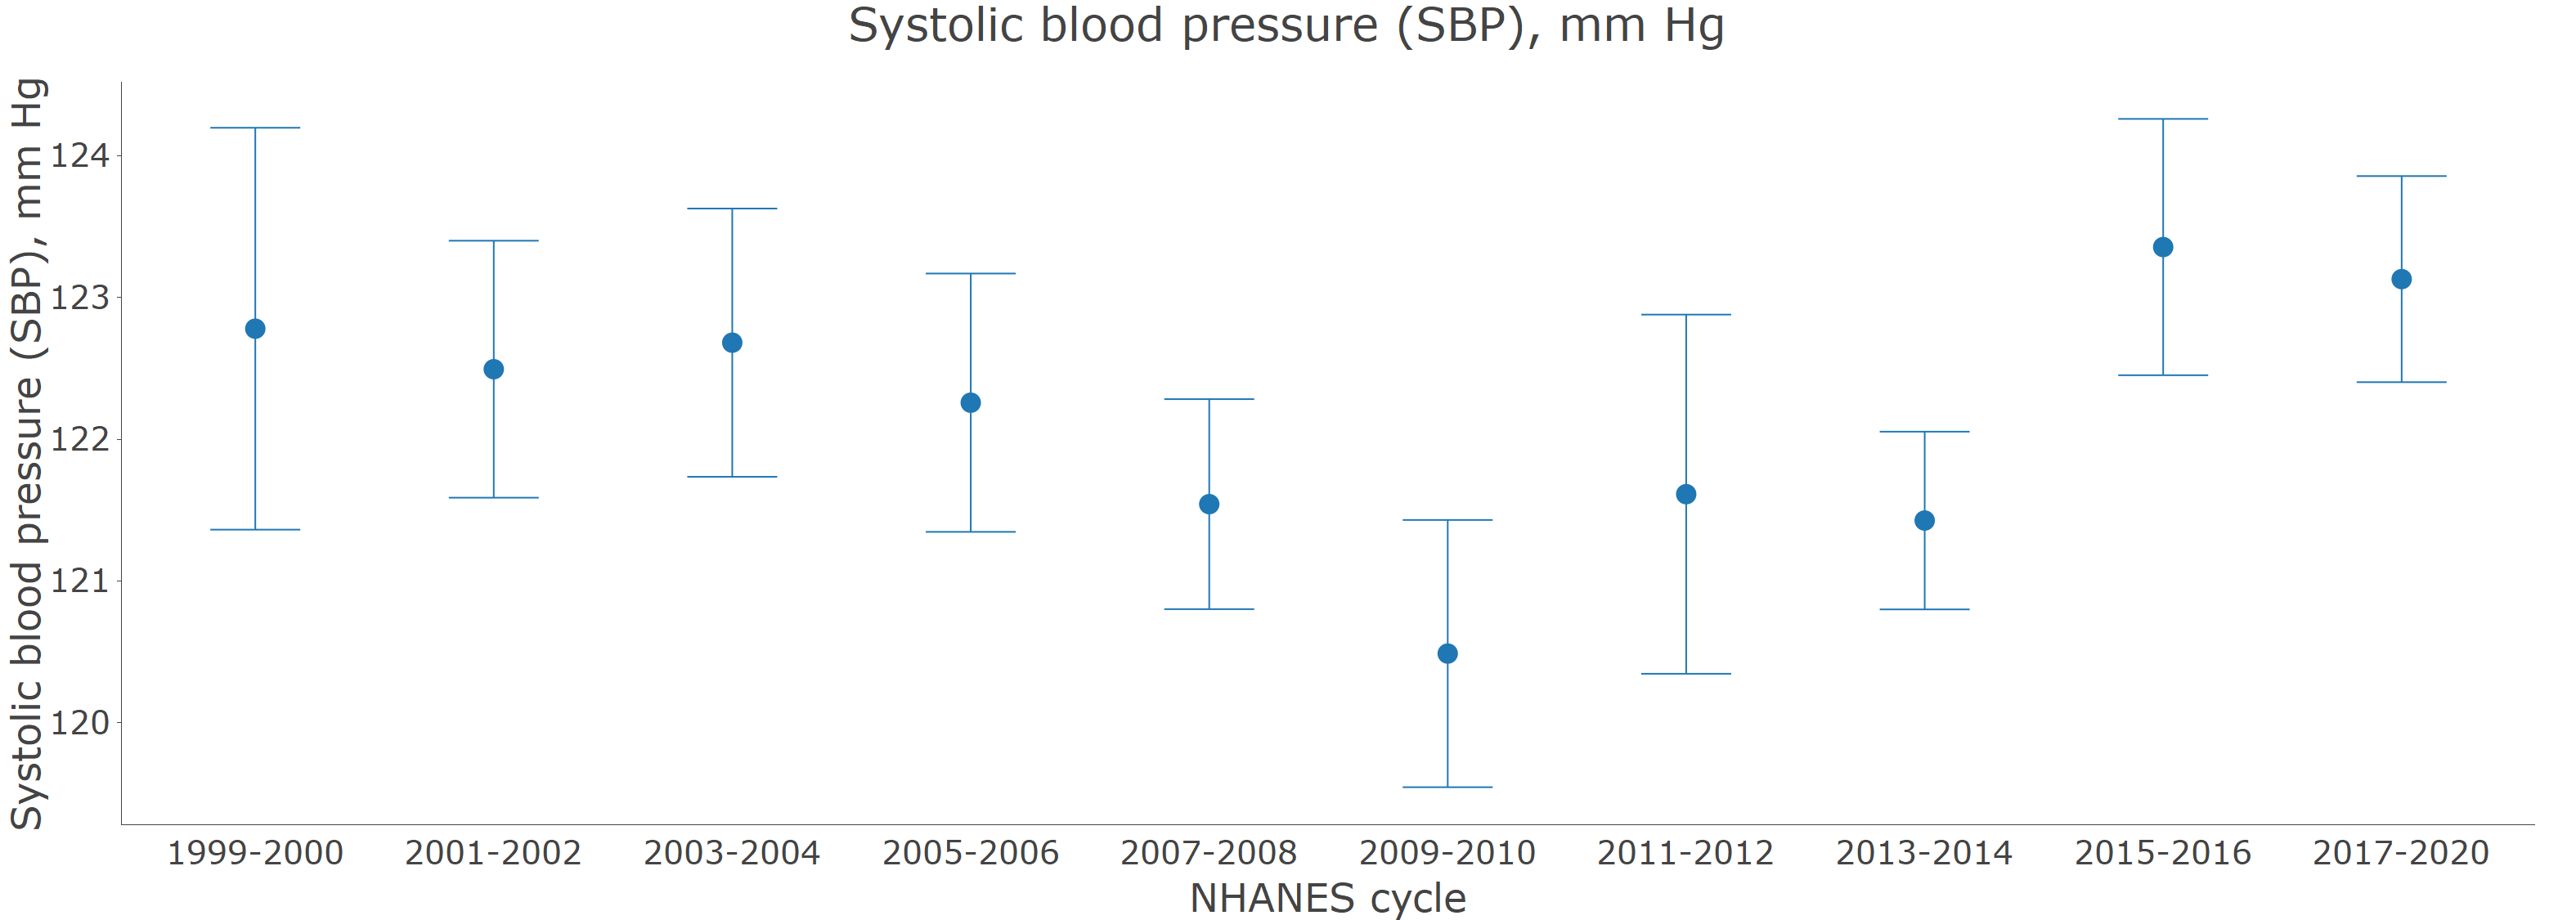 Systolic blood pressure (SBP), mm Hg
Systolic blood pressure (SBP), mm Hg
124
123
122
121
120
1999-2000 2001-2002 2003-2004 2005-2006 2007-2008 2009-2010 2011-2012 2013-2014 2015-2016 2017-2020
NHANES cycle